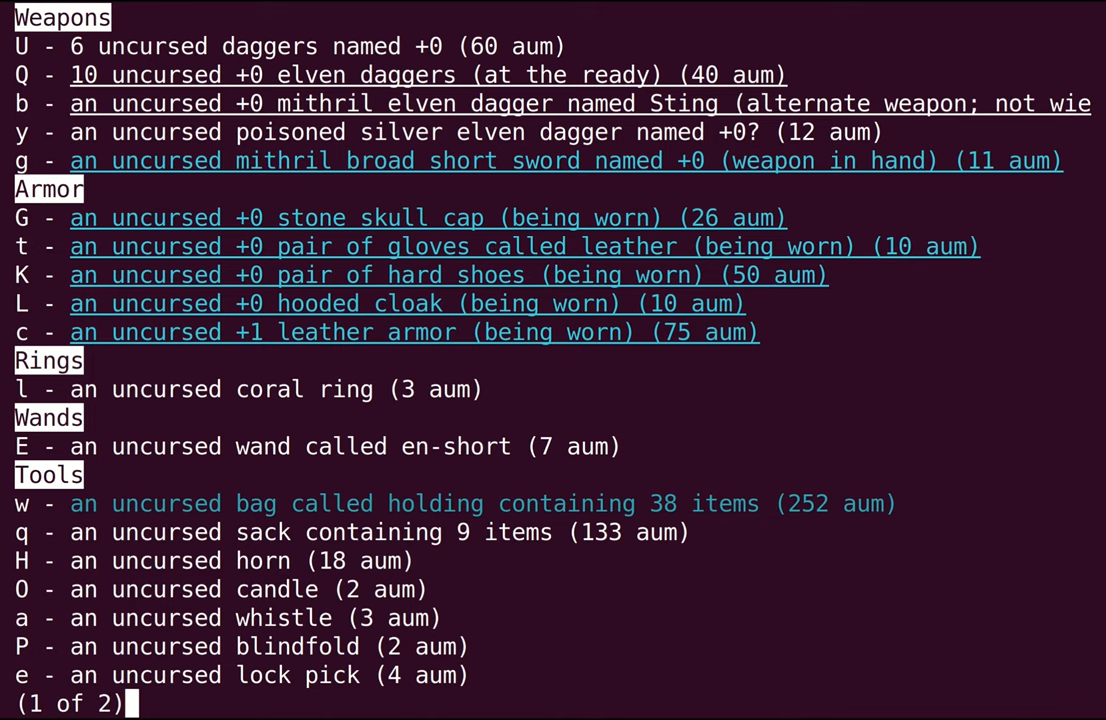 Weapons
U - 6 uncursed daggers named +0 (60 aum)
Q - 10 uncursed +0 elven daggers (at the ready) (40 aum)
b - an uncursed +0 mithril elven dagger named Sting (alternate weapon; not wie
y - an uncursed poisoned silver elven dagger named +0? (12 aum)
g - an uncursed mithril broad short sword named +0 (weapon in hand) (11 aum)
Armor
G - an uncursed +0 stone skull cap (being worn) (26 aum)
t - an uncursed +0 pair of gloves called leather (being worn) (10 aum)
K - an uncursed +0 pair of hard shoes (being worn) (50 aum)
L - an uncursed +0 hooded cloak (being worn) (10 aum)
c - an uncursed +1 leather armor (being worn) (75 aum)
Rings
l - an uncursed coral ring (3 aum)
Wands
E - an uncursed wand called en-short (7 aum)
Tools
w - an uncursed bag called holding containing 38 items (252 aum)
q - an uncursed sack containing 9 items (133 aum)
H - an uncursed horn (18 aum)
O - an uncursed candle (2 aum)
a - an uncursed whistle (3 aum)
P - an uncursed blindfold (2 aum)
e - an uncursed lock pick (4 aum)
(1 of 2)